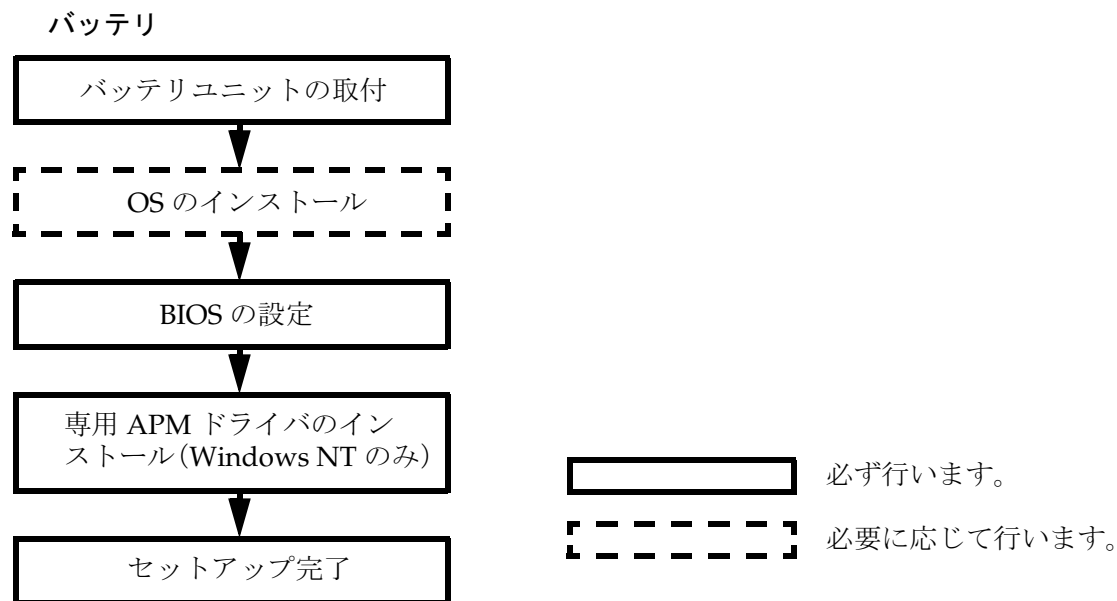 バッテリ
バッテリユニットの取付
OS のインストール
BIOS の設定
専用 APM ドライバのイン
ストール(Windows NT のみ)
セットアップ完了
必ず行います。
必要に応じて行います。